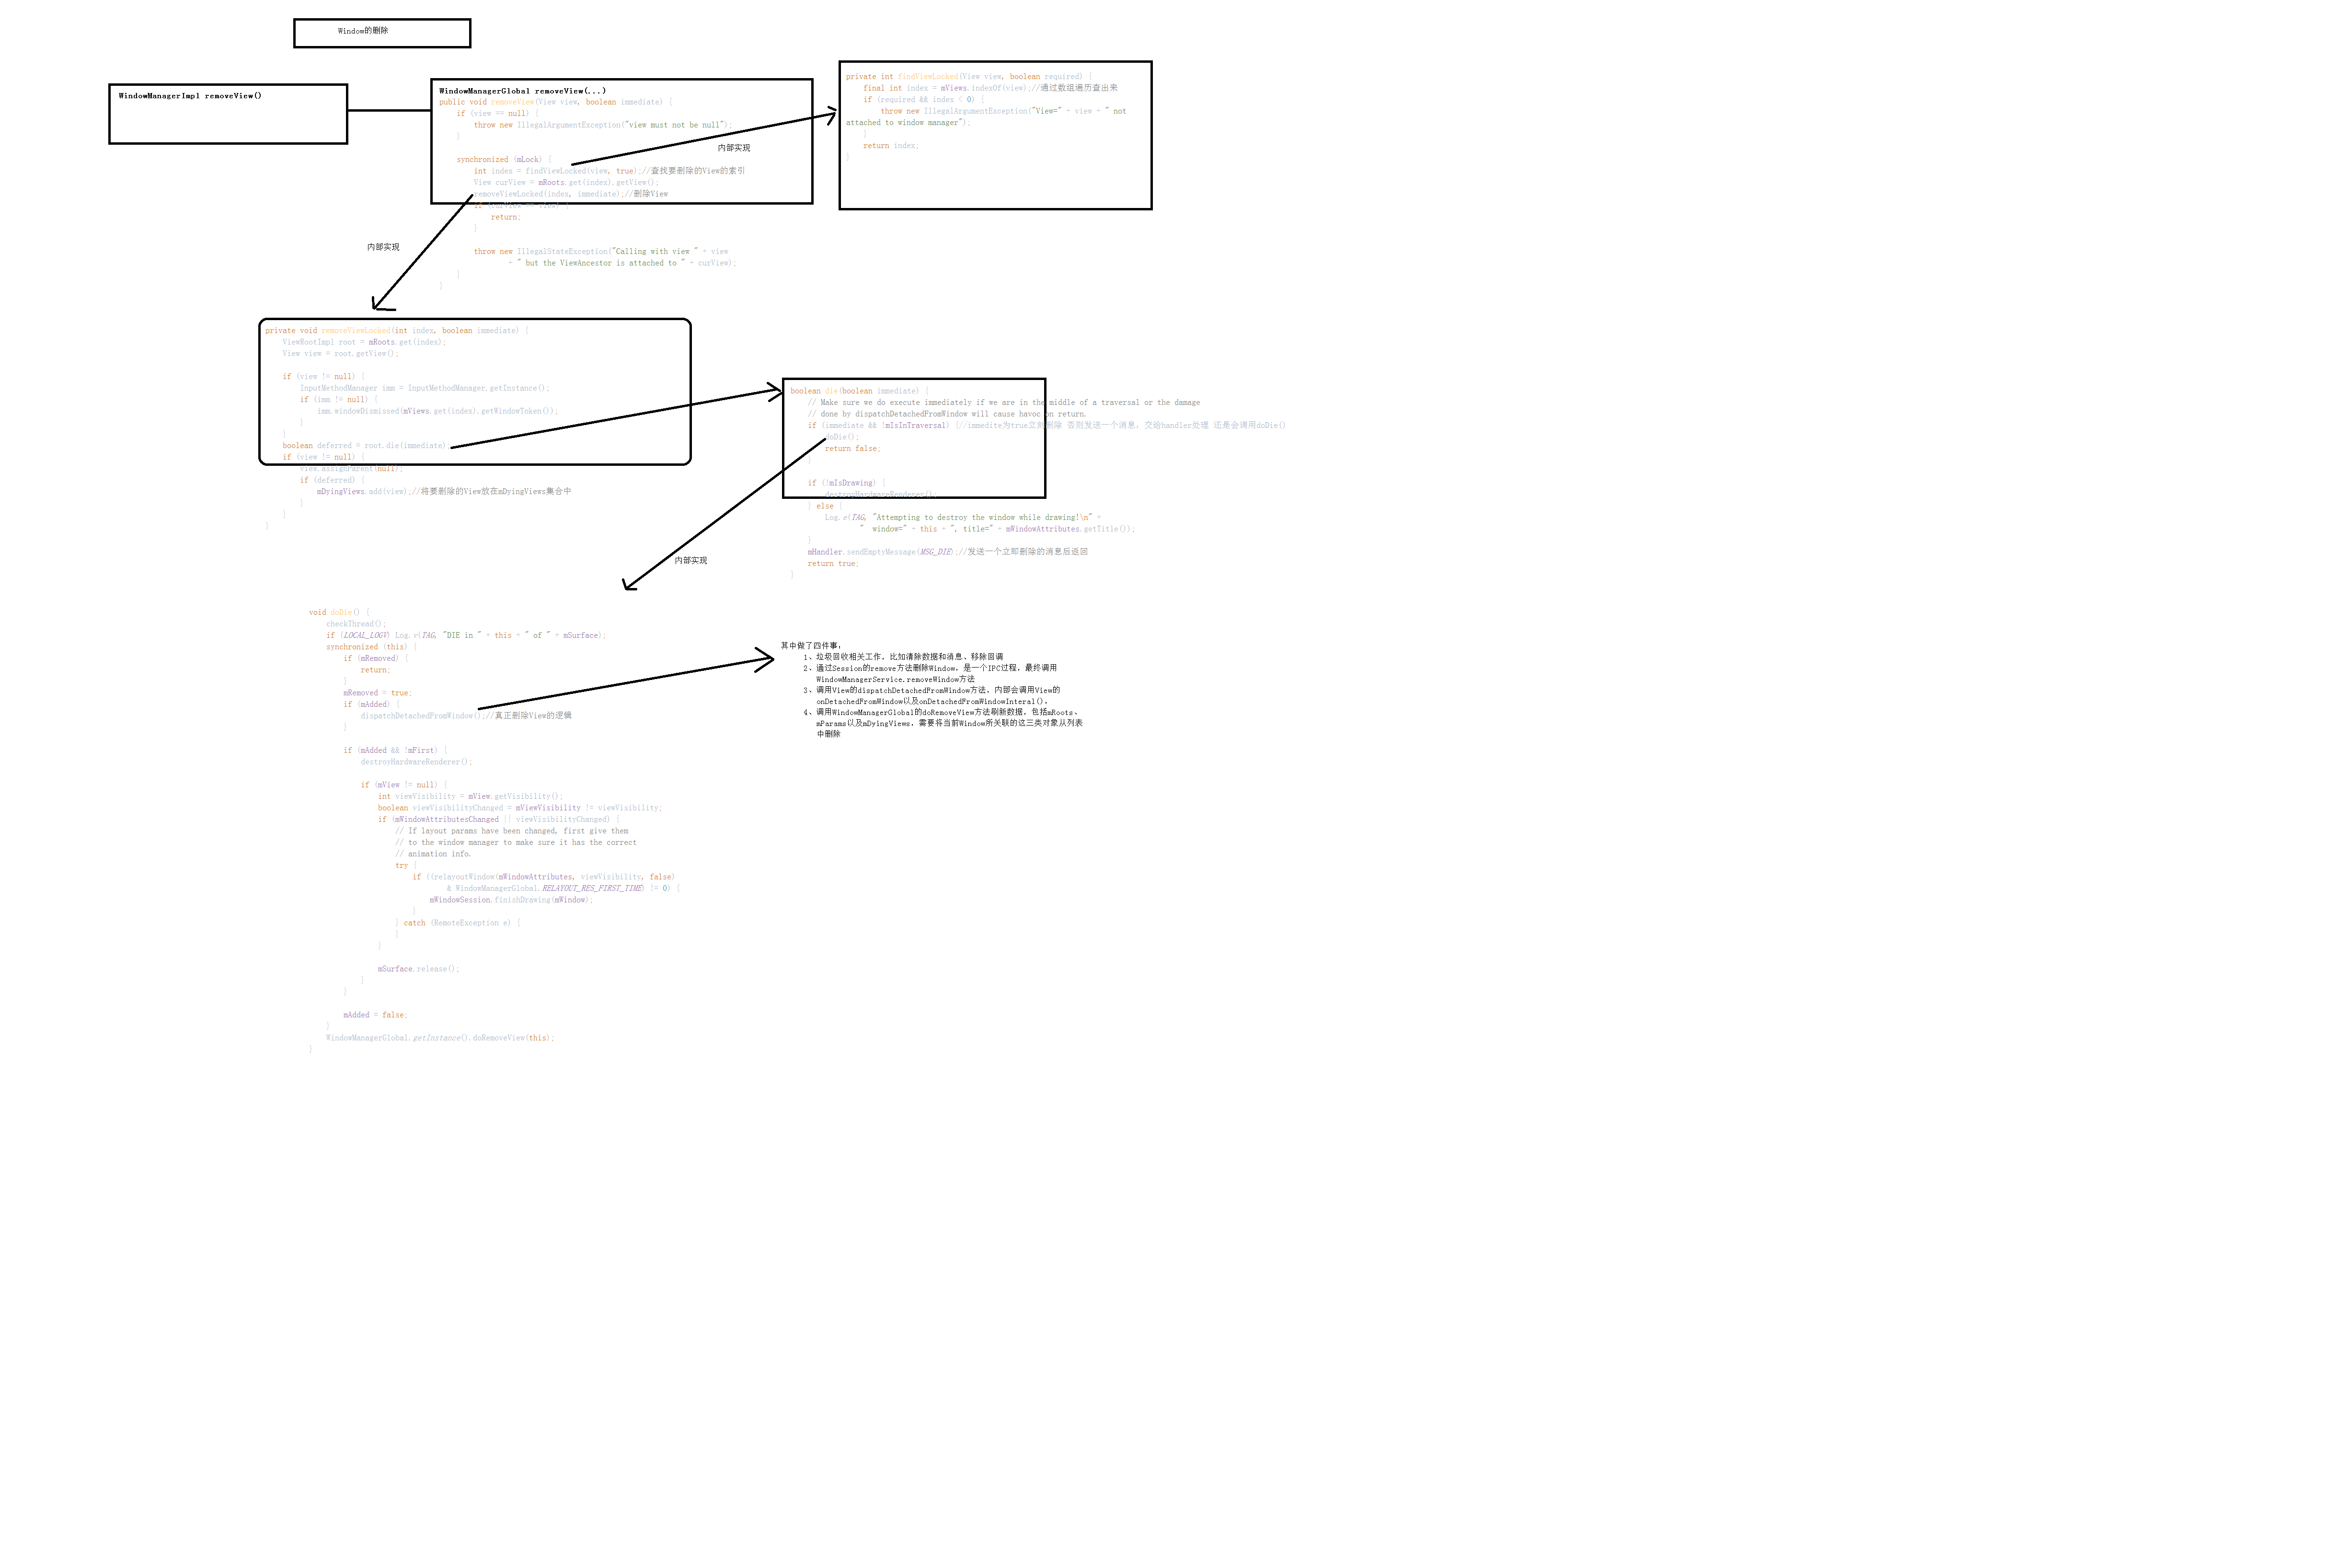 Window的删除
WindowManagerImpl removeView()
WindowManagerGlobal removeView(...)
public void removeView(View view, boolean immediate) {
if (view == null) {
throw new IllegalArgumentException("view must not be null");
}
synchronized (mLock) {
int index = findViewLocked(view, true);//查找要删除的View的索引
View curView = mRoots.get(index).getView();
removeViewLocked(index, immediate);//删除View
if (curView == view) {
return;
}
throw new IllegalStateException("Calling with view " + view
+ " but the ViewAncestor is attached to " + curView);
}
}
内部实现
private int findViewLocked(View view, boolean required) {
final int index = mViews.indexOf(view);//通过数组遍历查出来
if (required && index < 0) {
throw new IllegalArgumentException("View=" + view + " not
attached to window manager");
}
return index;
}
内部实现
private void removeViewLocked(int index, boolean immediate) {
ViewRootImpl root = mRoots.get(index);
View view = root.getView();
if (view != null) {
InputMethodManager imm = InputMethodManager.getInstance();
if (imm != null) {
imm.windowDismissed(mViews.get(index).getWindowToken());
}
}
boolean deferred = root.die(immediate)
if (view != null) {
view.assignParent(null);
if (deferred) {
mDyingViews.add(view);//将要删除的View放在mDyingViews集合中
}
}
}
boolean die(boolean immediate) {
// Make sure we do execute immediately if we are in the middle of a traversal or the damage
// done by dispatchDetachedFromWindow will cause havoc on return.
if (immediate && !mIsInTraversal) {//immedite为true立即删除 否则发送一个消息，交给handler处理 还是会调用doDie()
doDie();
return false;
}
if (!mIsDrawing) {
destroyHardwareRenderer();
} else {
Log.e(TAG, "Attempting to destroy the window while drawing!\n" +
"  window=" + this + ", title=" + mWindowAttributes.getTitle());
}
mHandler.sendEmptyMessage(MSG_DIE);//发送一个立即删除的消息后返回
return true;
}
内部实现
void doDie() {
checkThread();
if (LOCAL_LOGV) Log.v(TAG, "DIE in " + this + " of " + mSurface);
synchronized (this) {
if (mRemoved) {
return;
}
mRemoved = true;
if (mAdded) {
dispatchDetachedFromWindow();//真正删除View的逻辑
}
if (mAdded && !mFirst) {
destroyHardwareRenderer();
if (mView != null) {
int viewVisibility = mView.getVisibility();
boolean viewVisibilityChanged = mViewVisibility != viewVisibility;
if (mWindowAttributesChanged || viewVisibilityChanged) {
// If layout params have been changed, first give them
// to the window manager to make sure it has the correct
// animation info.
try {
if ((relayoutWindow(mWindowAttributes, viewVisibility, false)
& WindowManagerGlobal.RELAYOUT_RES_FIRST_TIME) != 0) {
mWindowSession.finishDrawing(mWindow);
}
} catch (RemoteException e) {
}
}
mSurface.release();
}
}
mAdded = false;
}
WindowManagerGlobal.getInstance().doRemoveView(this);
}
其中做了四件事：
1、垃圾回收相关工作，比如清除数据和消息、移除回调
2、通过Session的remove方法删除Window，是一个IPC过程，最终调用
WindowManagerService.removeWindow方法
3、调用View的dispatchDetachedFromWindow方法，内部会调用View的
onDetachedFromWindow以及onDetachedFromWindowInteral()，
4、调用WindowManagerGlobal的doRemoveView方法刷新数据，包括mRoots、
mParams以及mDyingViews，需要将当前Window所关联的这三类对象从列表
中删除